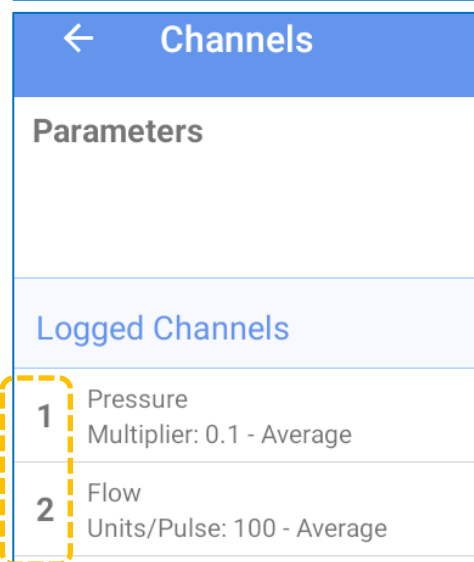 Channels
Parameters
Logged Channels
1
Pressure
Multiplier: 0.1 - Average
2
Flow
Units/Pulse: 100 - Average